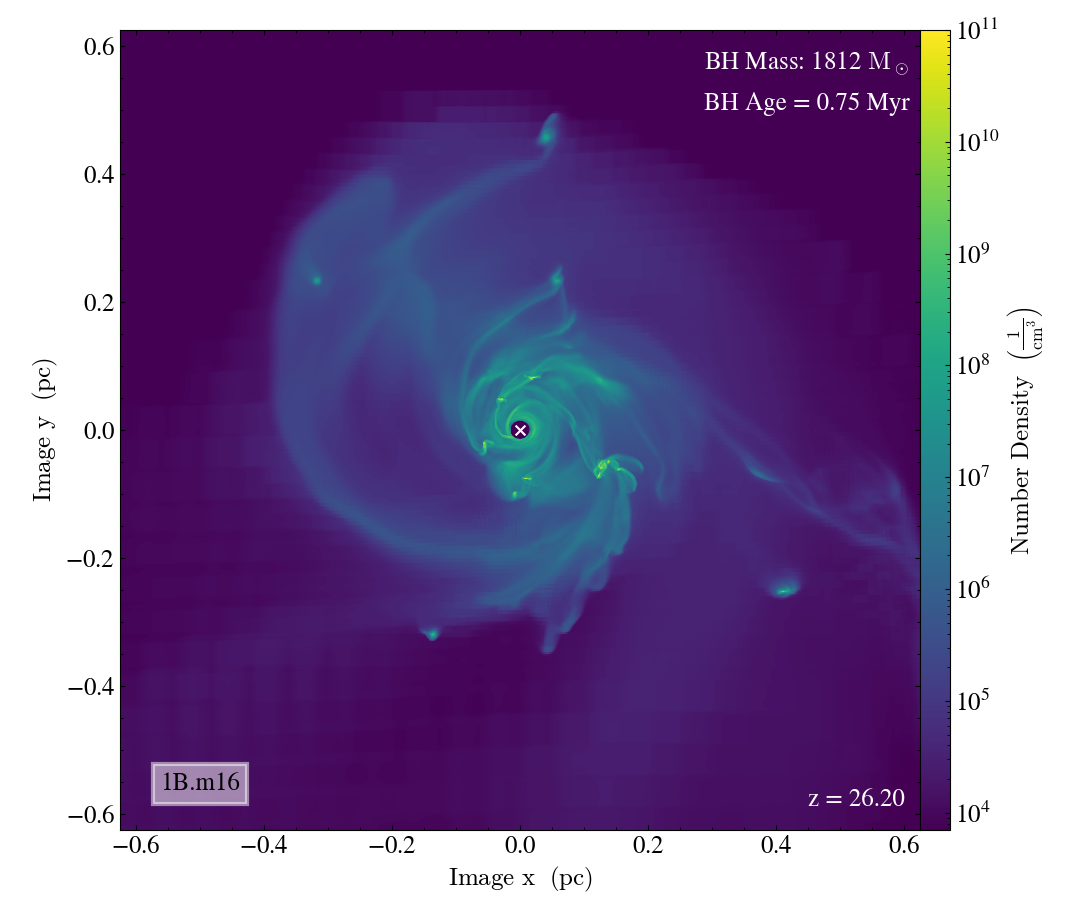 BH Mass: 1812 M⊙
BH Age = 0.75 Myr
1B.m16
z = 26.20
0.6
0.4
0.2
0.0
−0.2
−0.4
−0.6
Image y (pc)
−0.6 −0.4 −0.2 0.0 0.2 0.4 0.6
Image x (pc)
10¹¹
10¹⁰
10⁹
10⁸
10⁷
10⁶
10⁵
10⁴
Number Density (1/cm³)